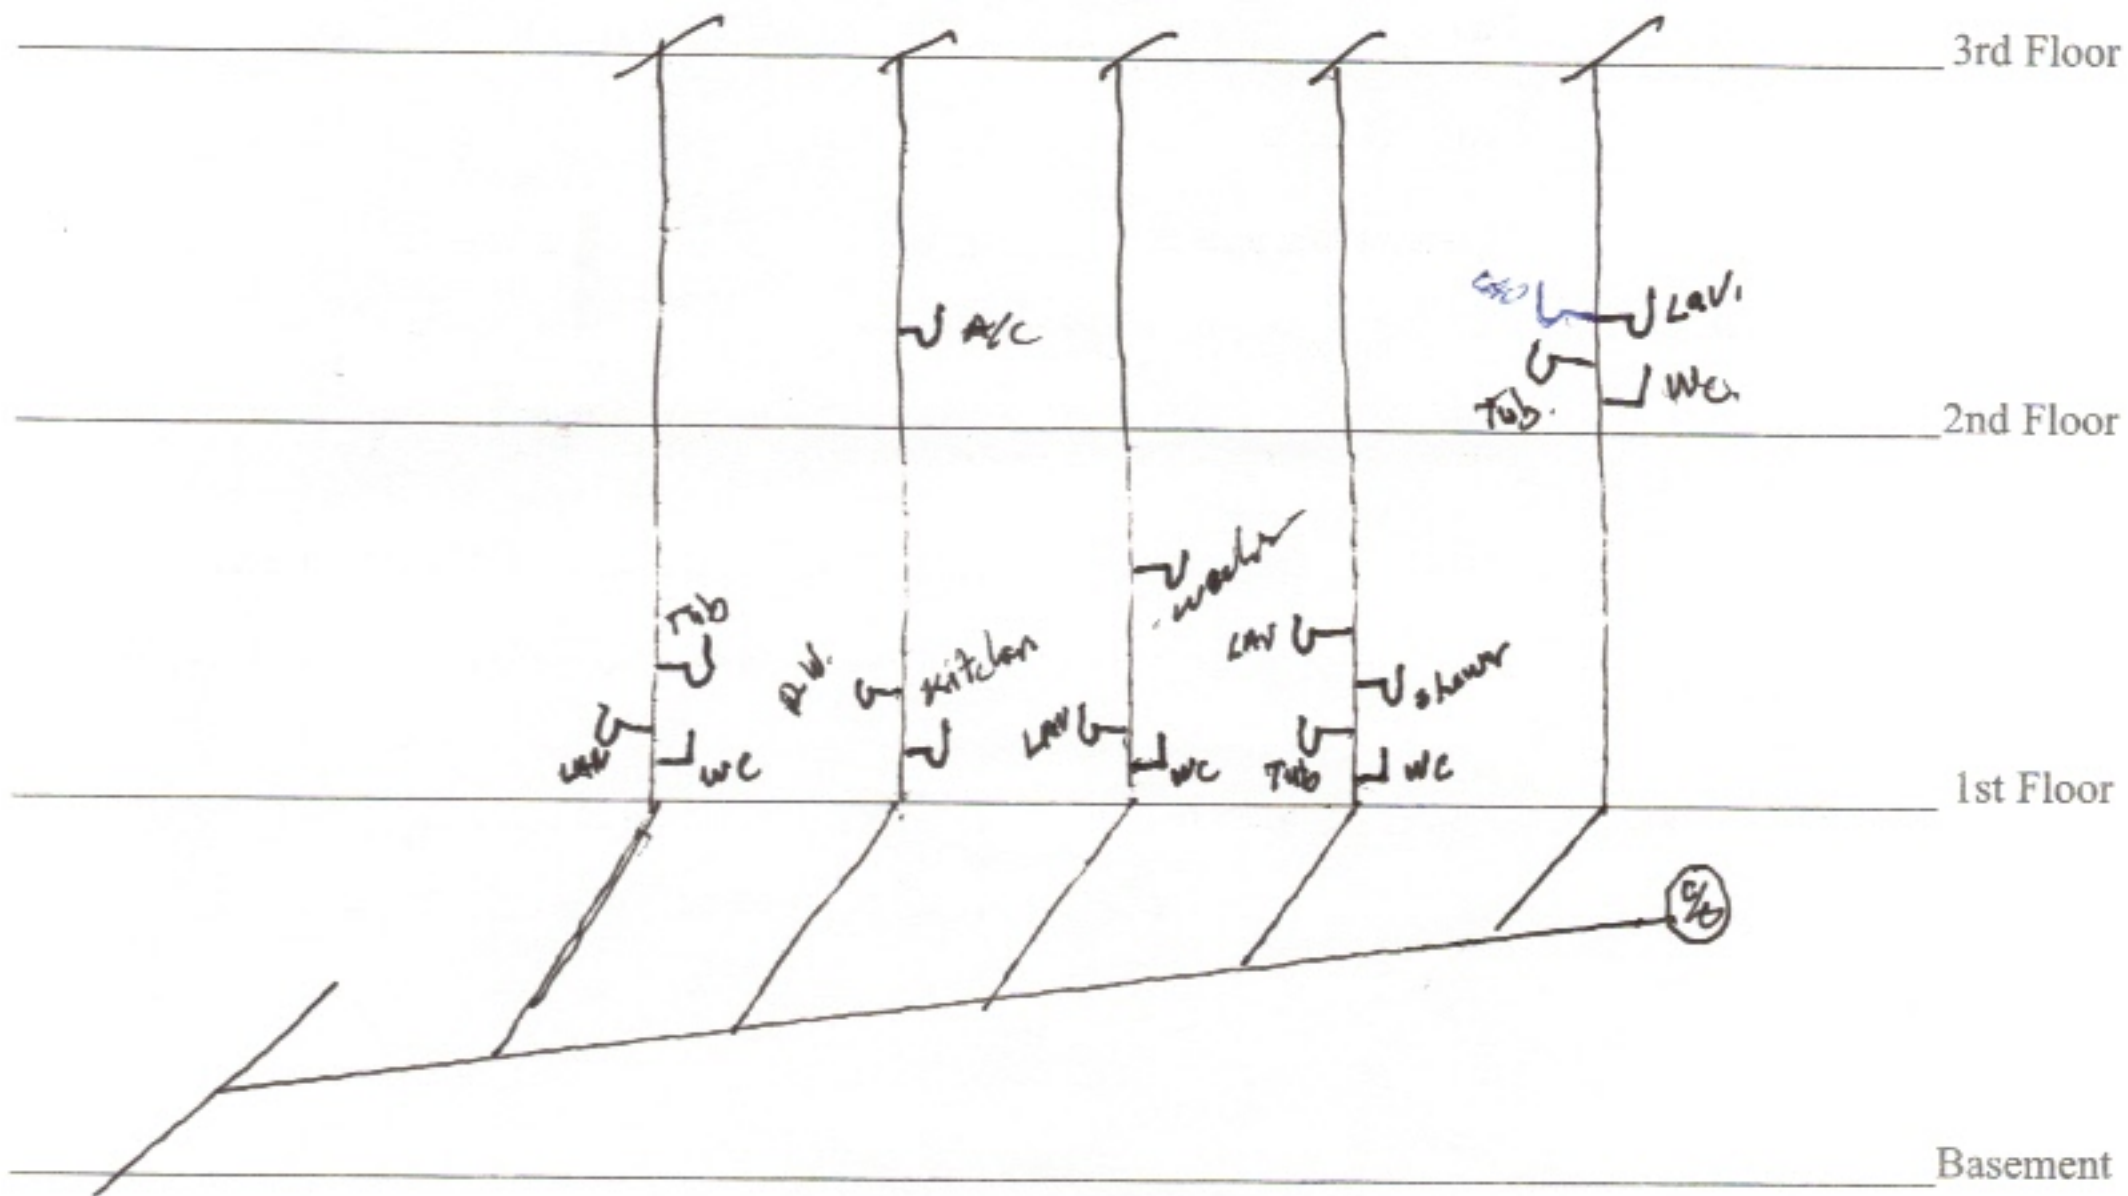 3rd Floor
LAV.
A/C
WC.
Tub.
2nd Floor
Tub
LAV
shower
D.W.
Kitchen
LAV
LAV
WC
WC
Tub
WC
1st Floor
Basement